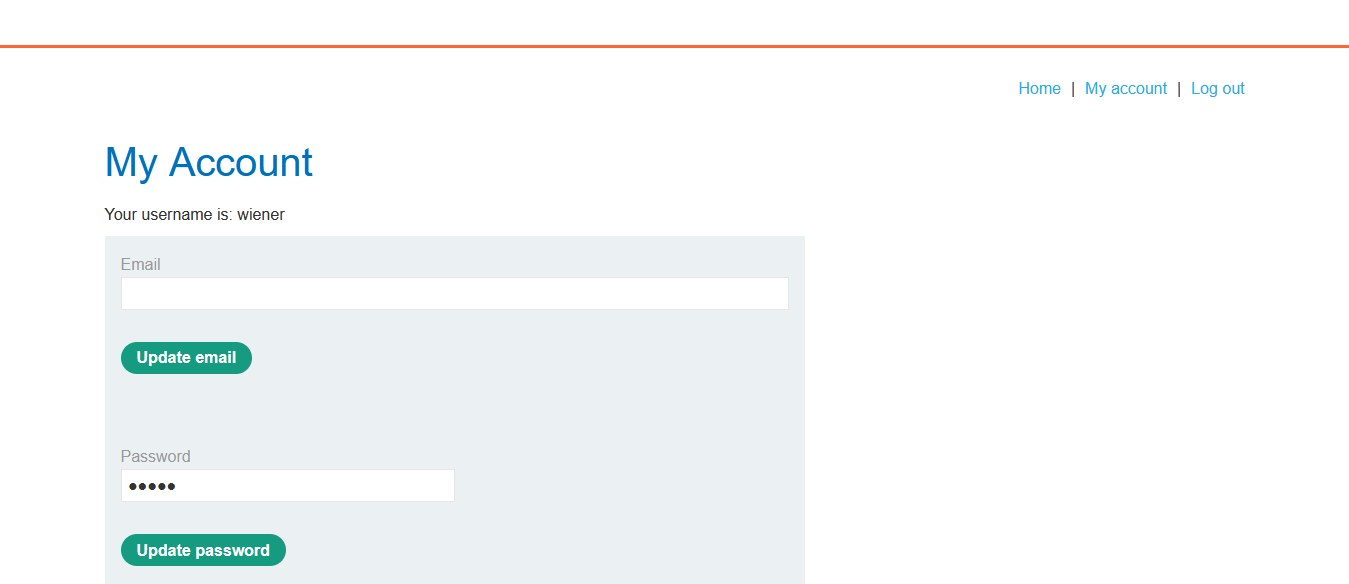 Home | My account | Log out
My Account
Your username is: wiener
Email
Update email
Password
•••••
Update password